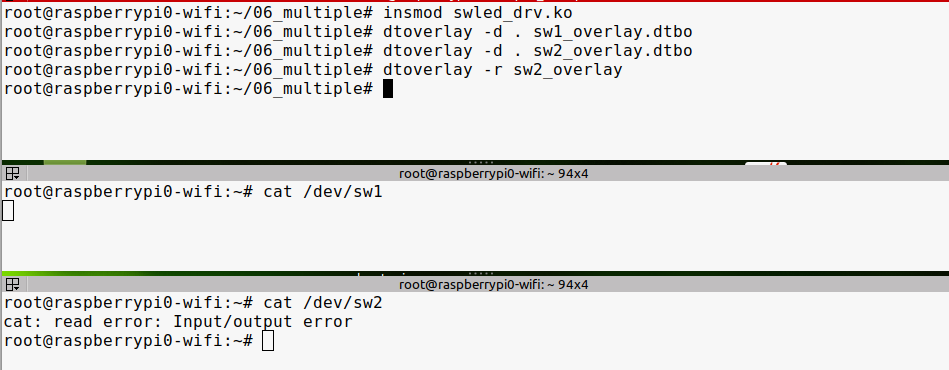 root@raspberrypi0-wifi:~/06_multiple# insmod swled_drv.ko
root@raspberrypi0-wifi:~/06_multiple# dtoverlay -d . sw1_overlay.dtbo
root@raspberrypi0-wifi:~/06_multiple# dtoverlay -d . sw2_overlay.dtbo
root@raspberrypi0-wifi:~/06_multiple# dtoverlay -r sw2_overlay
root@raspberrypi0-wifi:~/06_multiple#
root@raspberrypi0-wifi: ~ 94x4
root@raspberrypi0-wifi:~# cat /dev/sw1
root@raspberrypi0-wifi: ~ 94x4
root@raspberrypi0-wifi:~# cat /dev/sw2
cat: read error: Input/output error
root@raspberrypi0-wifi:~#